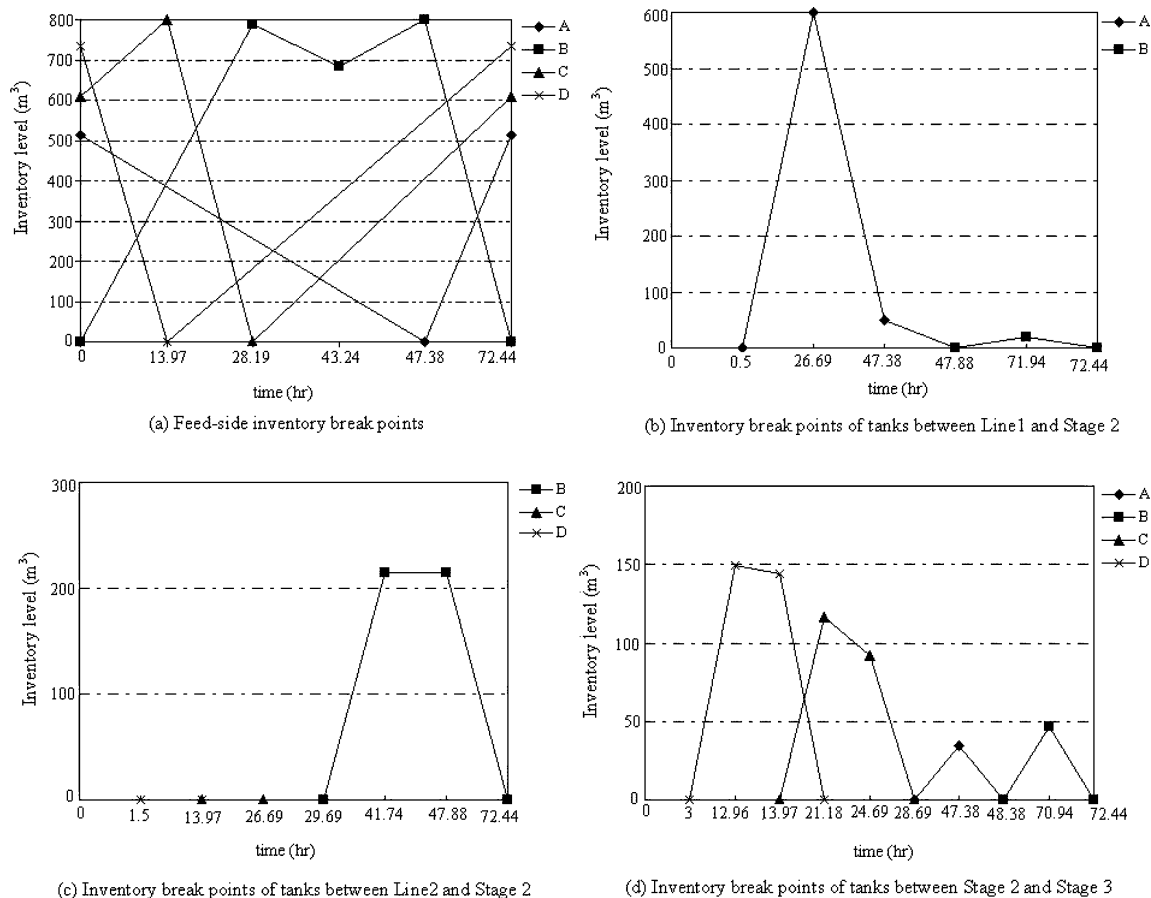 800
700
600
500
400
300
200
100
0
Inventory level (m³)
0 13.97 28.19 43.24 47.38 72.44
time (hr)
A
B
C
D
(a) Feed-side inventory break points
600
500
400
300
200
100
0
Inventory level (m³)
0 0.5 26.69 47.38 47.88 71.94 72.44
time (hr)
A
B
(b) Inventory break points of tanks between Line1 and Stage 2
300
200
100
0
Inventory level (m³)
0 1.5 13.97 26.69 29.69 41.74 47.88 72.44
time (hr)
B
C
D
(c) Inventory break points of tanks between Line2 and Stage 2
200
150
100
50
0
Inventory level (m³)
0 3 12.96 13.97 21.18 24.69 28.69 47.38 48.38 70.94 72.44
time (hr)
A
B
C
D
(d) Inventory break points of tanks between Stage 2 and Stage 3